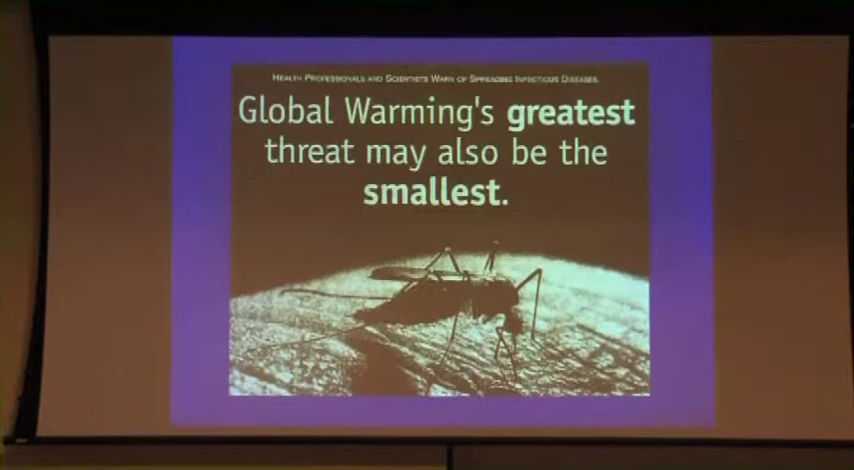 HEALTH PROFESSIONALS AND SCIENTISTS WARN OF SPREADING INFECTIOUS DISEASES.
Global Warming's greatest
threat may also be the
smallest.